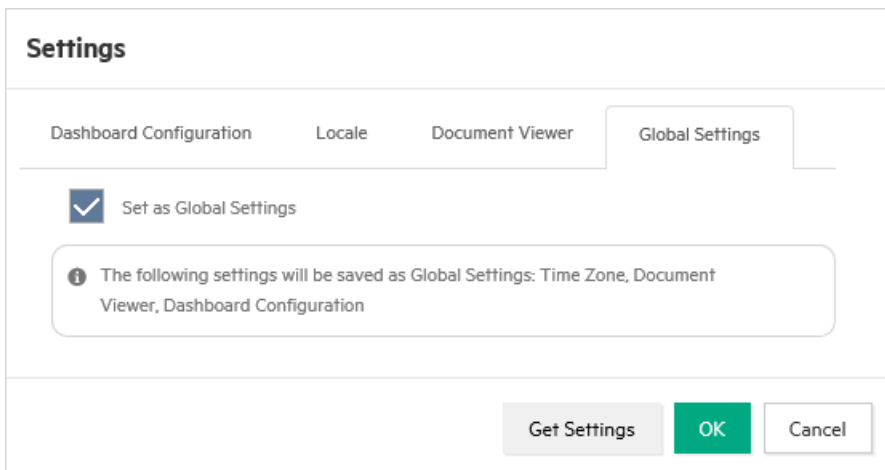 Settings
Dashboard Configuration Locale Document Viewer Global Settings
Set as Global Settings
The following settings will be saved as Global Settings: Time Zone, Document
Viewer, Dashboard Configuration
Get Settings OK Cancel